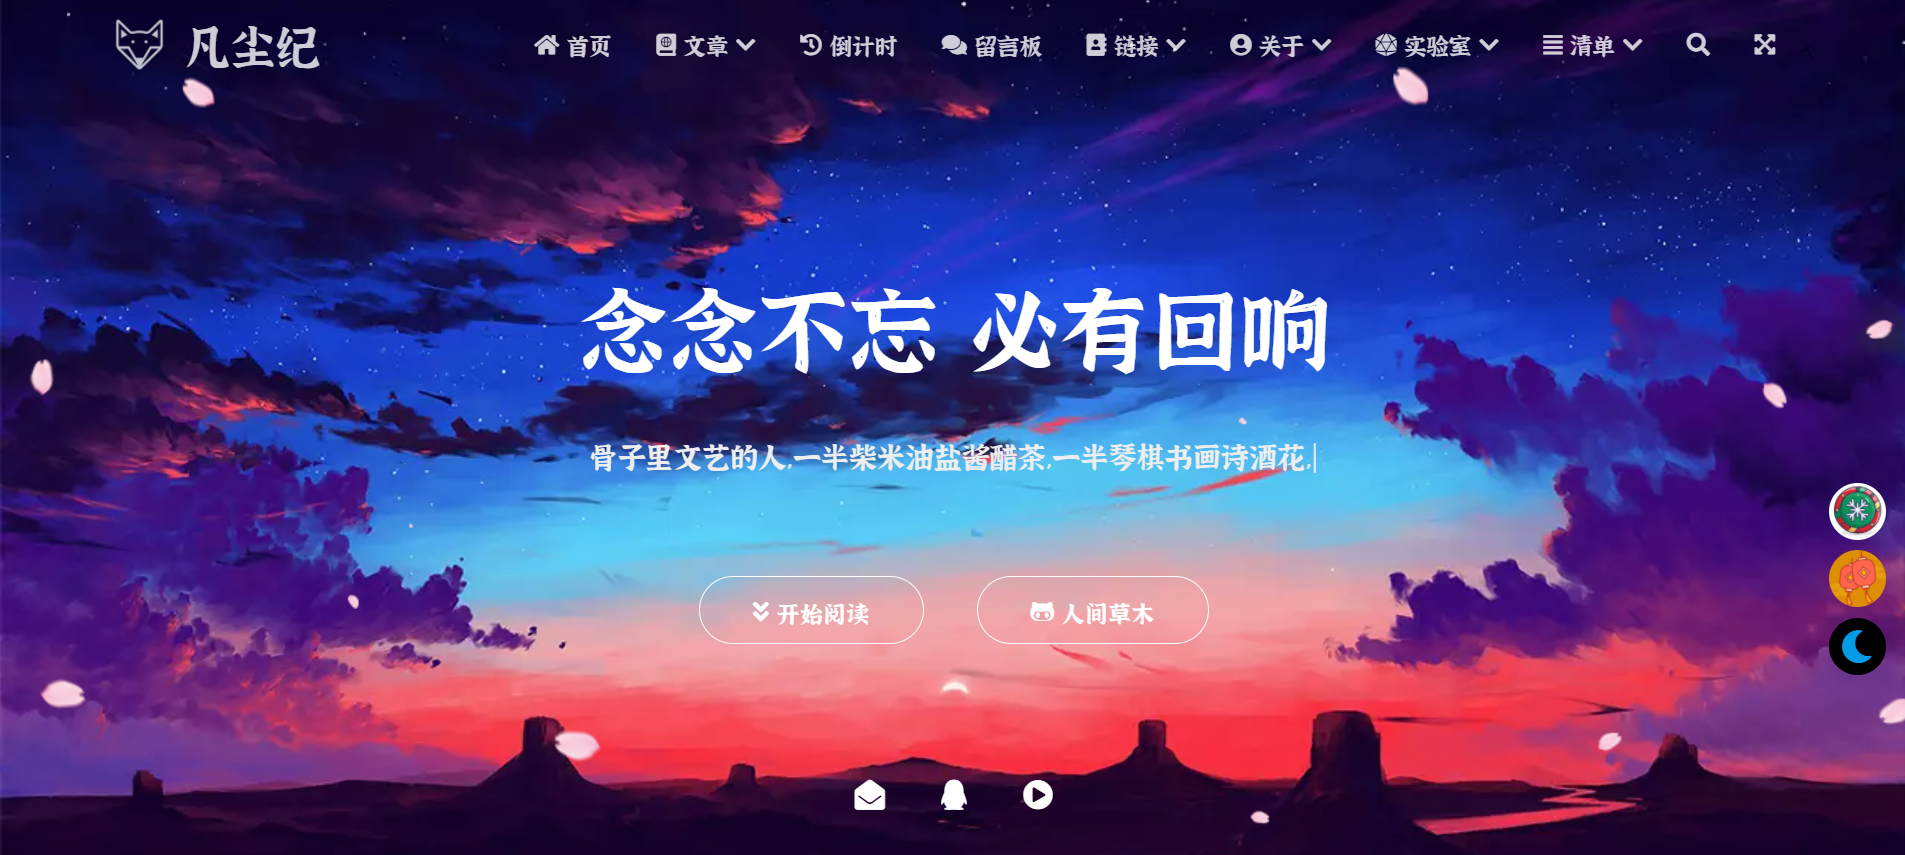 凡尘纪
首页 文章 倒计时 留言板 链接 关于 实验室 清单
念念不忘 必有回响
骨子里文艺的人,一半柴米油盐酱醋茶,一半琴棋书画诗酒花,|
开始阅读 人间草木